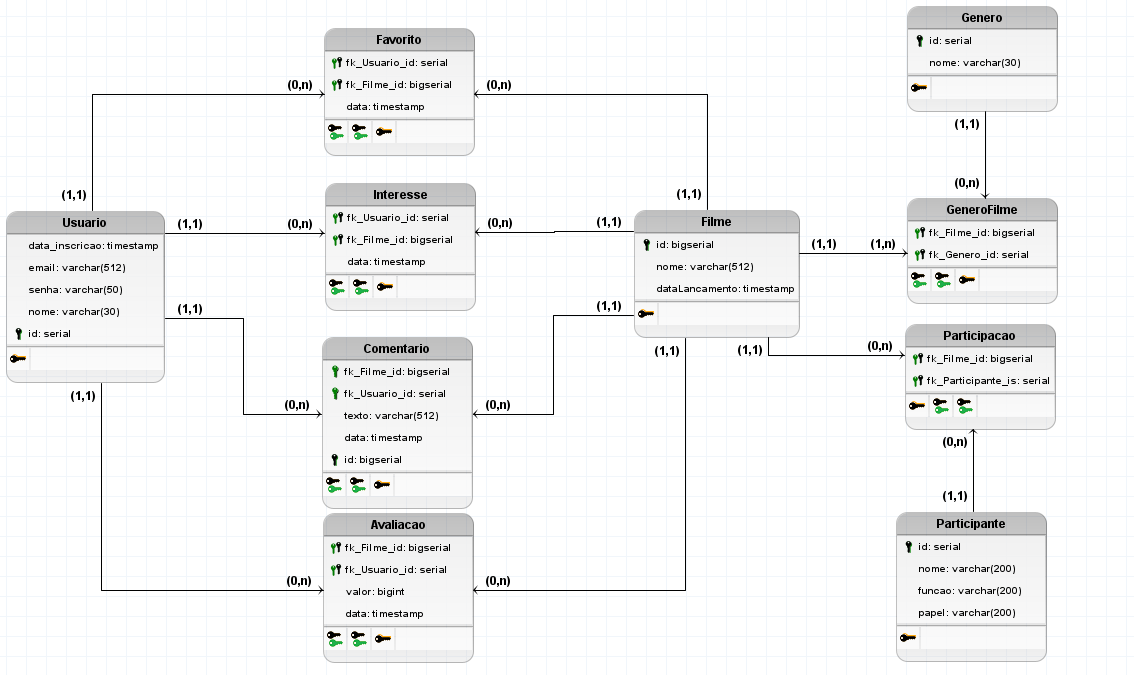 Genero
id: serial
nome: varchar(30)
(1,1)
(0,n)
Favorito
fk_Usuario_id: serial
fk_Filme_id: bigserial
data: timestamp
(0,n)
(0,n)
(1,1)
(1,1)
Interesse
fk_Usuario_id: serial
fk_Filme_id: bigserial
data: timestamp
(1,1)
(0,n)
(0,n)
(1,1)
Usuario
data_inscricao: timestamp
email: varchar(512)
senha: varchar(50)
nome: varchar(30)
id: serial
Filme
id: bigserial
nome: varchar(512)
dataLancamento: timestamp
(1,1)
(1,n)
GeneroFilme
fk_Filme_id: bigserial
fk_Genero_id: serial
(1,1)
(0,n)
(0,n)
(1,1)
Comentario
fk_Filme_id: bigserial
fk_Usuario_id: serial
texto: varchar(512)
data: timestamp
id: bigserial
(1,1)
(0,n)
Participacao
fk_Filme_id: bigserial
fk_Participante_is: serial
(0,n)
(1,1)
(1,1)
(0,n)
(0,n)
(1,1)
Avaliacao
fk_Filme_id: bigserial
fk_Usuario_id: serial
valor: bigint
data: timestamp
Participante
id: serial
nome: varchar(200)
funcao: varchar(200)
papel: varchar(200)